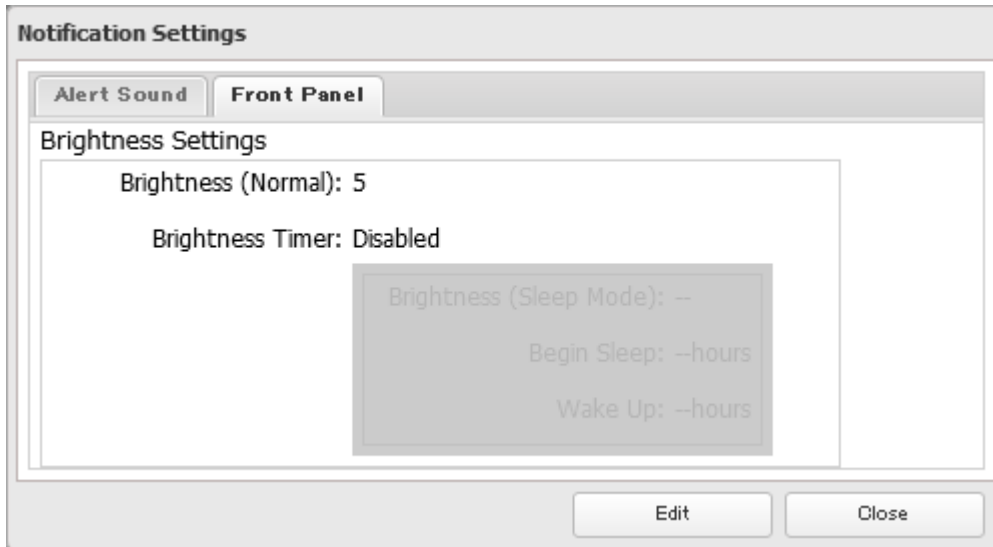 Notification Settings
Alert Sound Front Panel
Brightness Settings
Brightness (Normal): 5
Brightness Timer: Disabled
Brightness (Sleep Mode): --
Begin Sleep: --hours
Wake Up: --hours
Edit Close